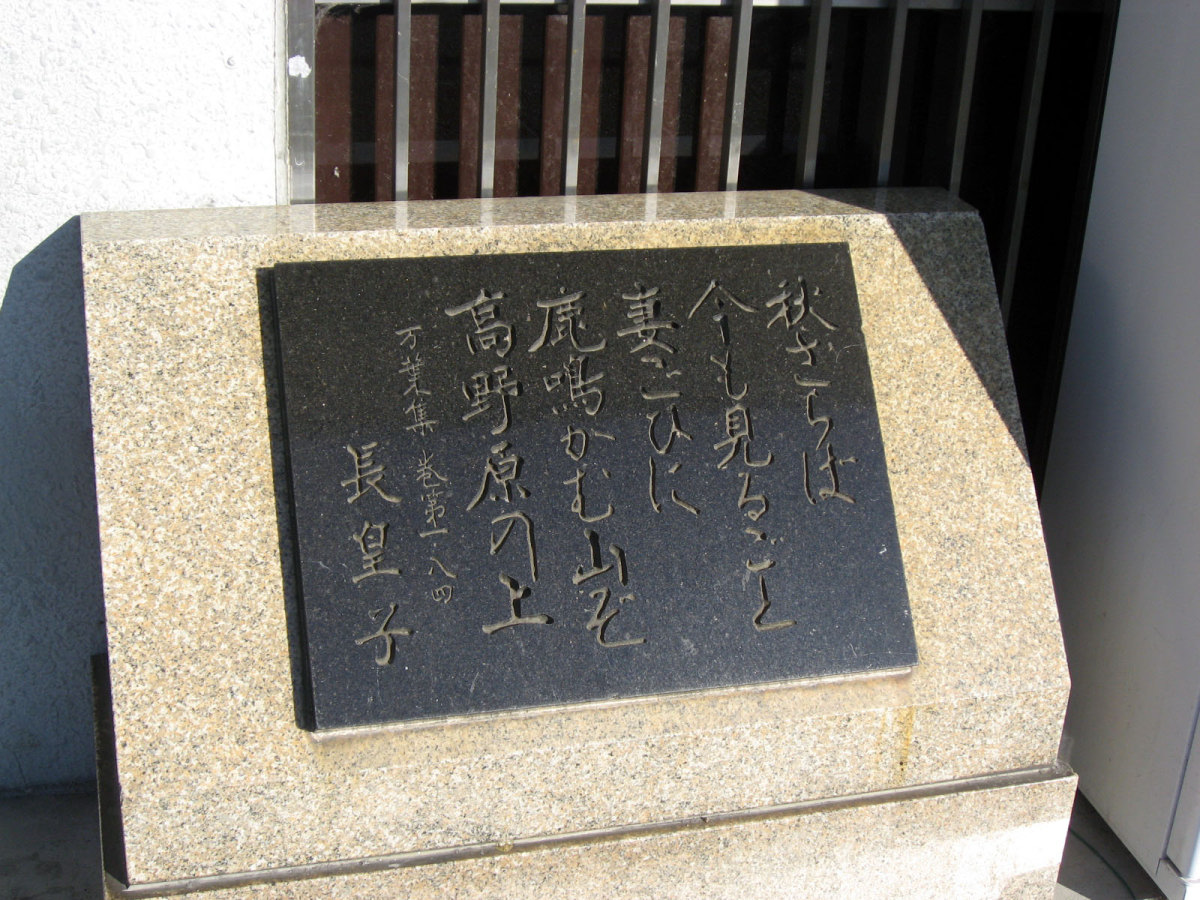 秋さらば
今も見るごと
妻ごひに
鹿鳴かむ山ぞ
高野原の上
万葉集 巻第一 八四
長皇子